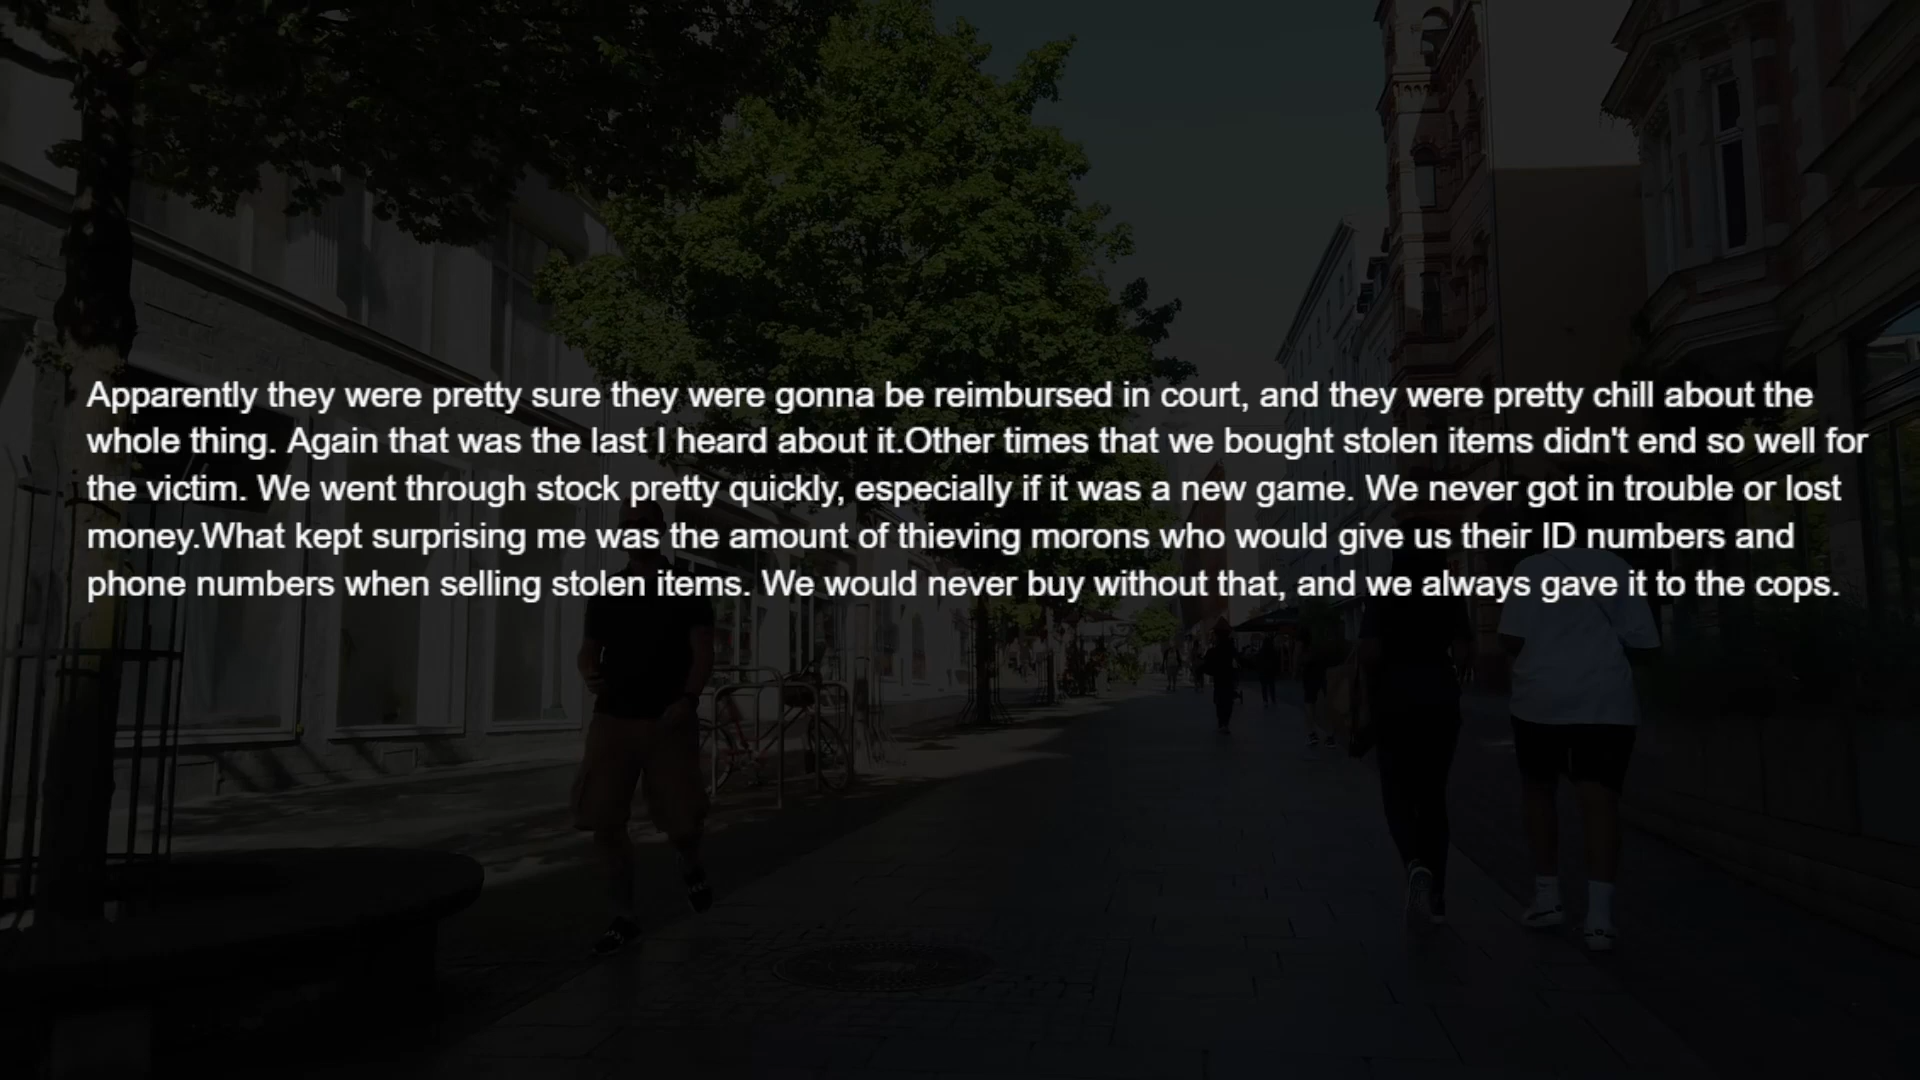 Apparently they were pretty sure they were gonna be reimbursed in court, and they were pretty chill about the
whole thing. Again that was the last I heard about it.Other times that we bought stolen items didn't end so well for
the victim. We went through stock pretty quickly, especially if it was a new game. We never got in trouble or lost
money.What kept surprising me was the amount of thieving morons who would give us their ID numbers and
phone numbers when selling stolen items. We would never buy without that, and we always gave it to the cops.